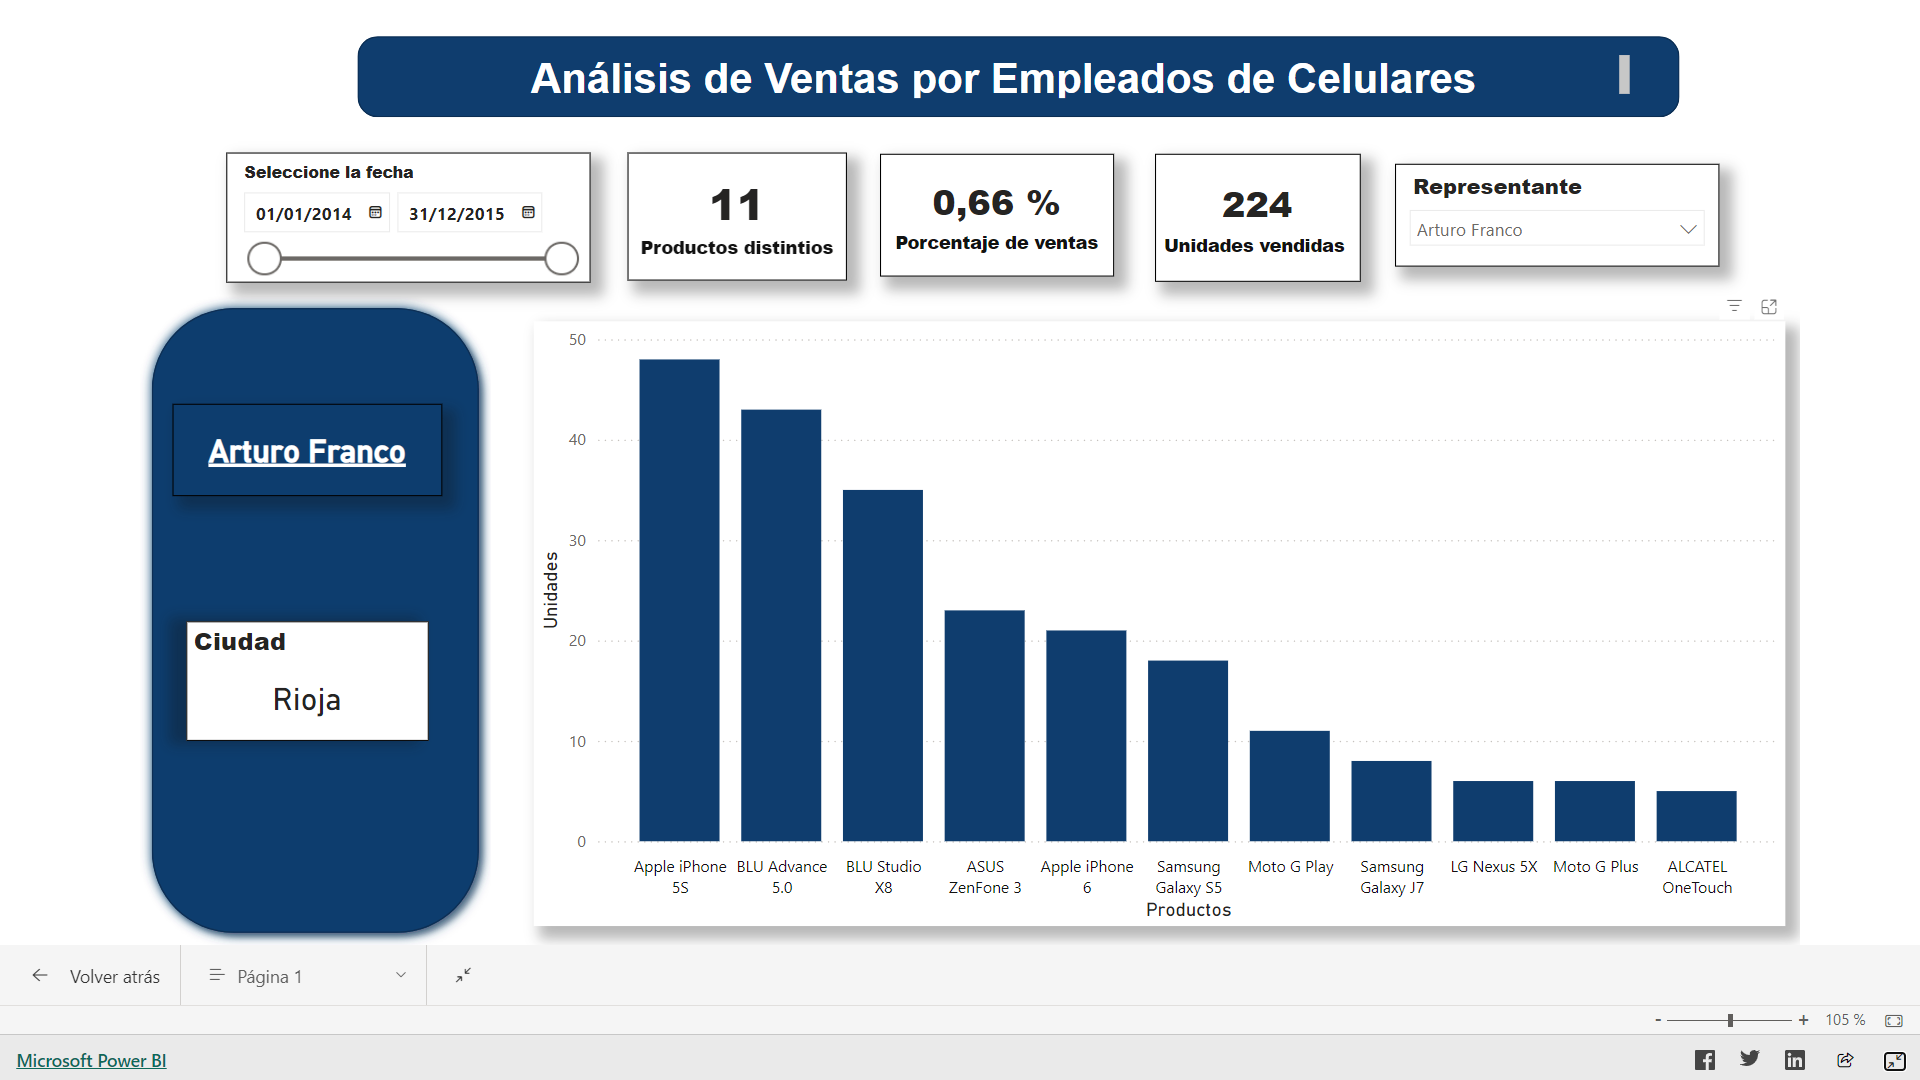 Análisis de Ventas por Empleados de Celulares
Seleccione la fecha
01/01/2014 31/12/2015
11
Productos distintios
0,66 %
Porcentaje de ventas
224
Unidades vendidas
Representante
Arturo Franco
Arturo Franco
Ciudad
Rioja
Unidades
50
40
30
20
10
0
Apple iPhone 5S
BLU Advance 5.0
BLU Studio X8
ASUS ZenFone 3
Apple iPhone 6
Samsung Galaxy S5
Moto G Play
Samsung Galaxy J7
LG Nexus 5X
Moto G Plus
ALCATEL OneTouch
Productos
Volver atrás
Página 1
- + 105 %
Microsoft Power BI